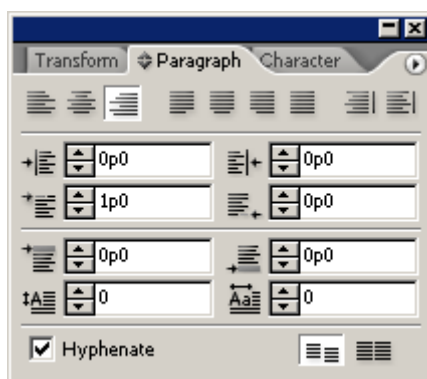 Transform Paragraph Character
0p0 0p0
1p0 0p0
0p0 0p0
0 0
Hyphenate